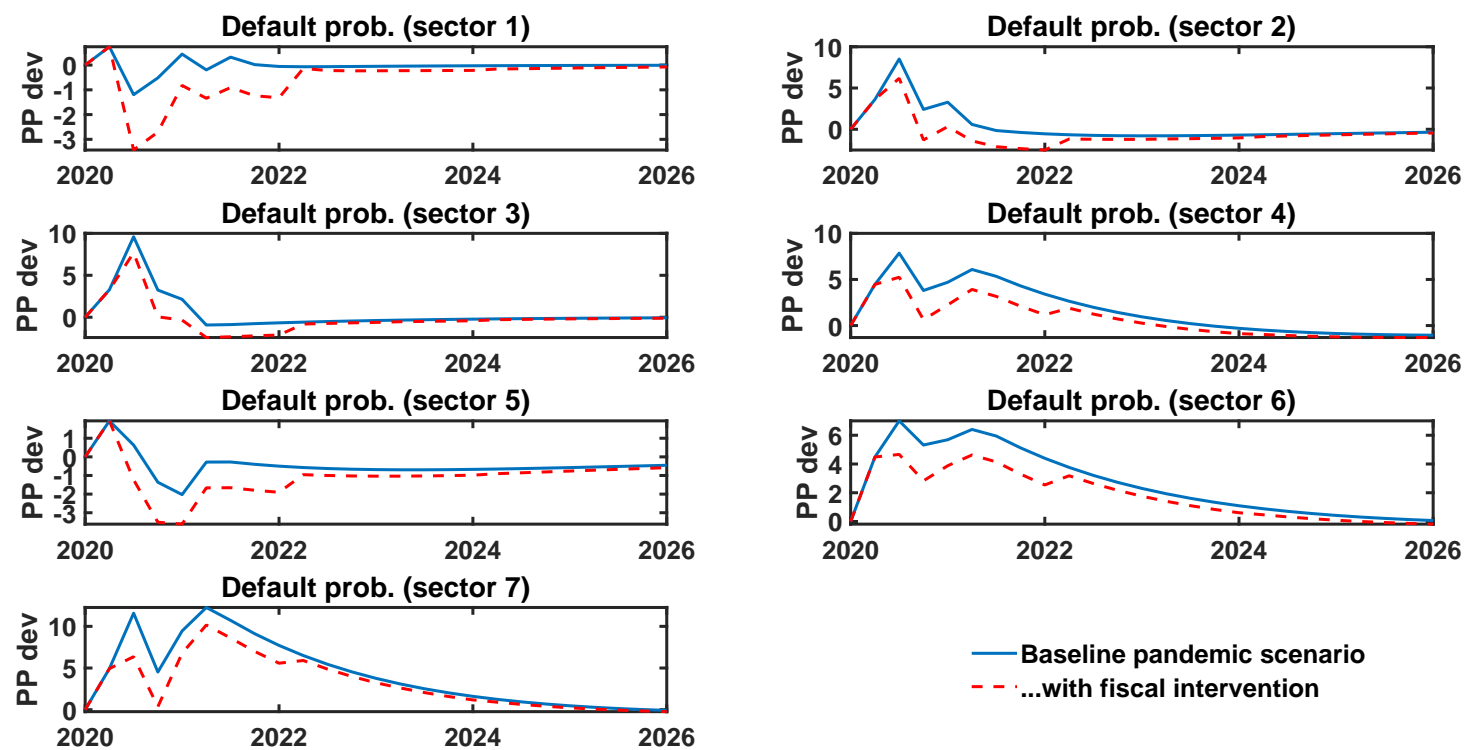 Default prob. (sector 1)
PP dev
0
-1
-2
-3
2020 2022 2024 2026
Default prob. (sector 2)
PP dev
10
5
0
2020 2022 2024 2026
Default prob. (sector 3)
PP dev
10
5
0
2020 2022 2024 2026
Default prob. (sector 4)
PP dev
10
5
0
2020 2022 2024 2026
Default prob. (sector 5)
PP dev
1
0
-1
-2
-3
2020 2022 2024 2026
Default prob. (sector 6)
PP dev
6
4
2
0
2020 2022 2024 2026
Default prob. (sector 7)
PP dev
10
5
0
2020 2022 2024 2026
Baseline pandemic scenario
...with fiscal intervention